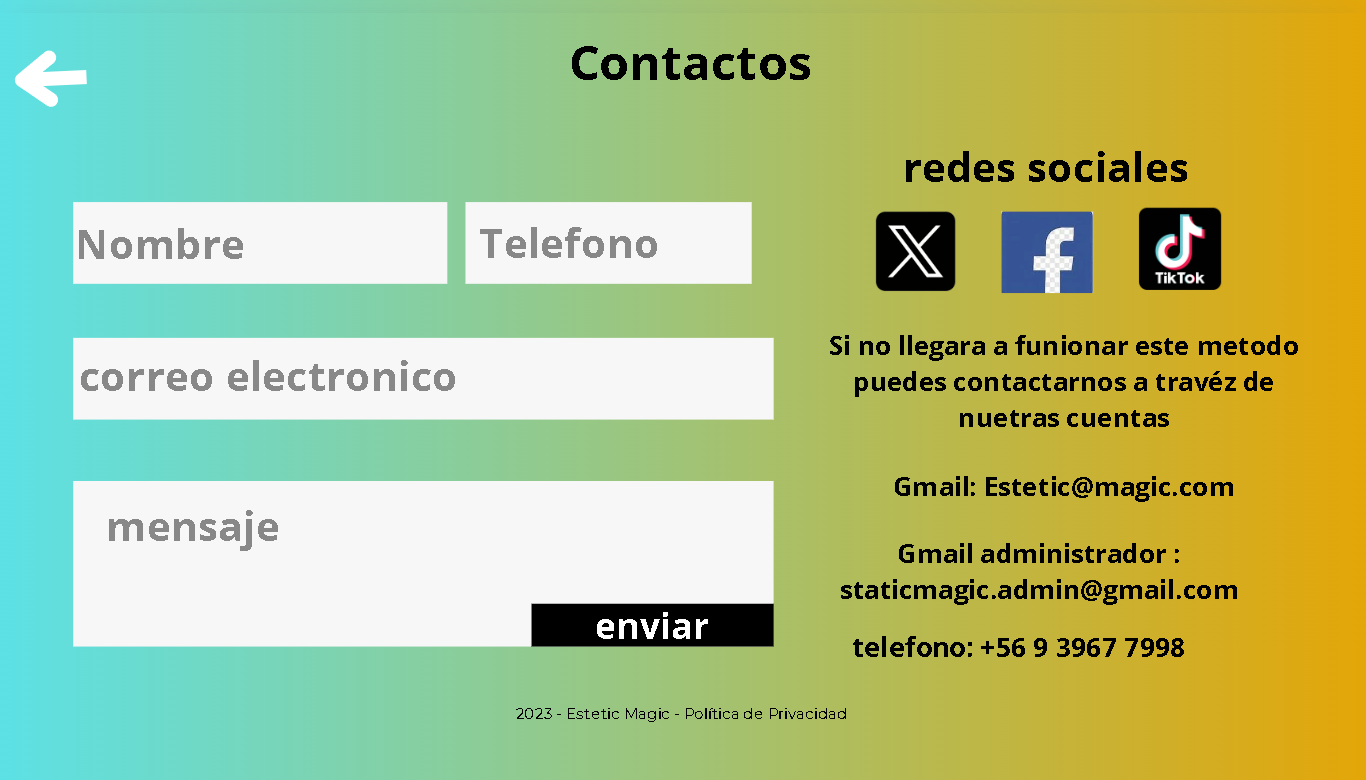 Contactos
redes sociales
Nombre
Telefono
TikTok
correo electronico
mensaje
enviar
Si no llegara a funionar este metodo
puedes contactarnos a travéz de
nuetras cuentas
Gmail: Estetic@magic.com
Gmail administrador :
staticmagic.admin@gmail.com
telefono: +56 9 3967 7998
2023 - Estetic Magic - Política de Privacidad